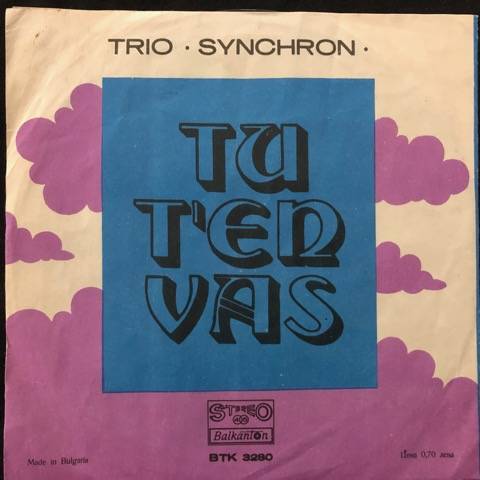 TRIO · SYNCHRON ·
TU
T'EN
VAS
STEREO
Balkanton
BTK 3280
Made in Bulgaria
Цена 0,70 лева